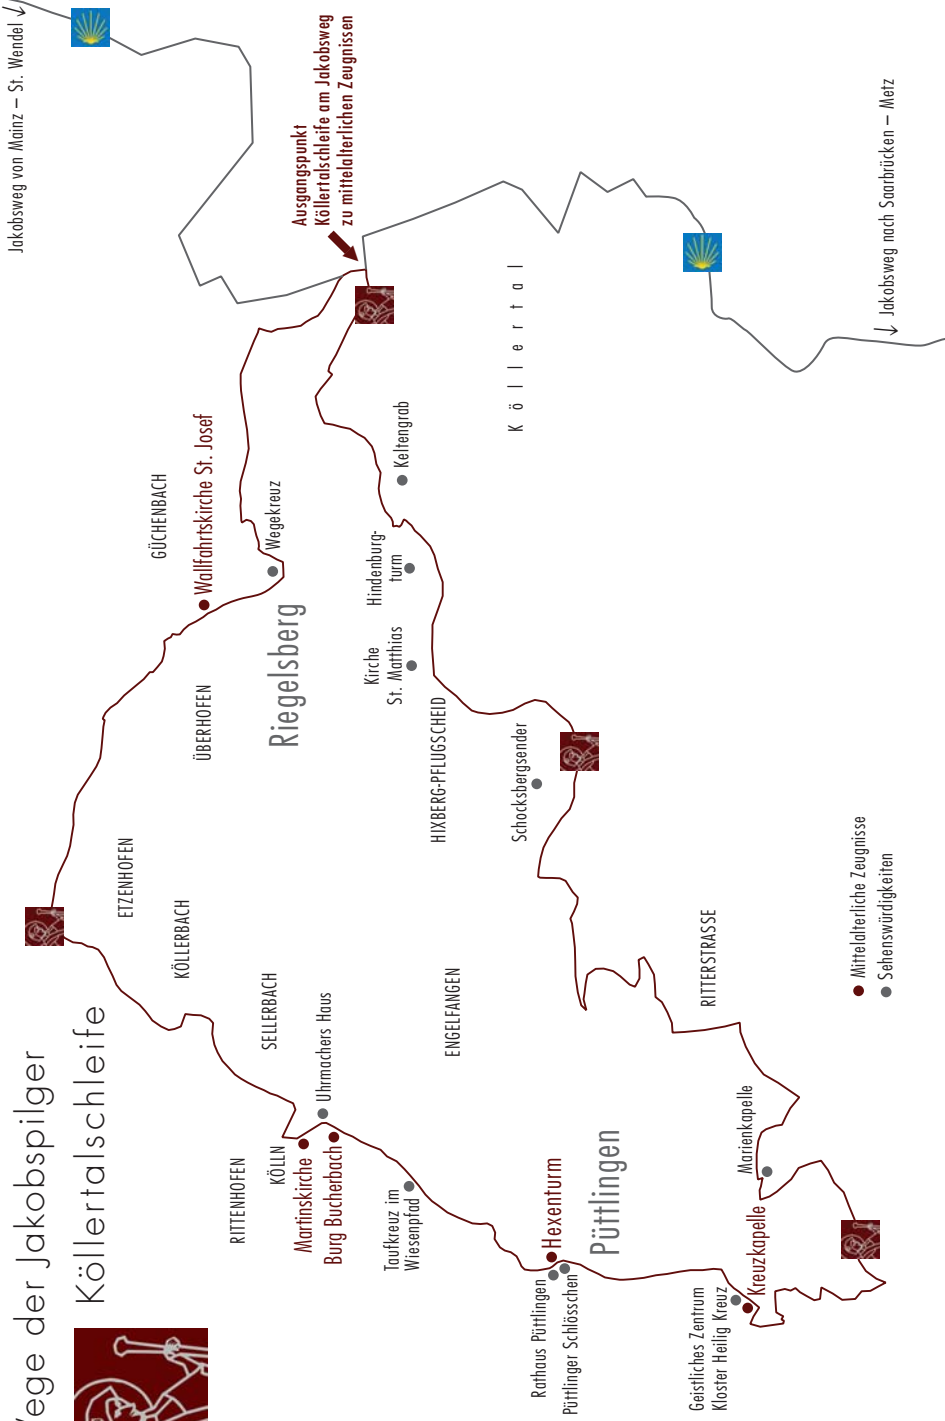 Wege der Jakobspilger
Köllertalschleife
Jakobsweg von Mainz – St. Wendel
Ausgangspunkt
Köllertalschleife am Jakobsweg
zu mittelalterlichen Zeugnissen
GÜCHENBACH
Wallfahrtskirche St. Josef
Wegekreuz
Riegelsberg
ÜBERHOFEN
ETZENHOFEN
KÖLLERBACH
SELLERBACH
Uhrmachers Haus
RITTENHOFEN
KÖLLN
Martinskirche
Burg Bucherbach
Taufkreuz im
Wiesenpfad
Keltengrab
Hindenburg-
turm
Kirche
St. Matthias
HIXBERG-PFLUGSCHEID
Köllertal
Schocksbergsender
ENGELFANGEN
Hexenturm
Rathaus Püttlingen
Püttlinger Schlösschen
Püttlingen
RITTERSTRASSE
Marienkapelle
Kreuzkapelle
Geistliches Zentrum
Kloster Heilig Kreuz
Jakobsweg nach Saarbrücken – Metz
Mittelalterliche Zeugnisse
Sehenswürdigkeiten